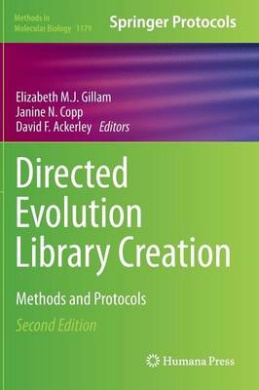 Methods in
Molecular Biology 1179
Springer Protocols
Elizabeth M.J. Gillam
Janine N. Copp
David F. Ackerley Editors
Directed
Evolution
Library Creation
Methods and Protocols
Second Edition
Humana Press